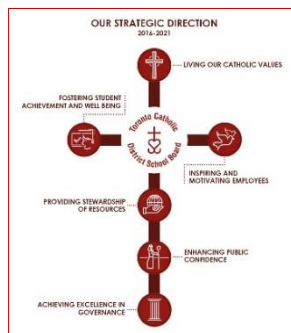 OUR STRATEGIC DIRECTION
2016-2021
LIVING OUR CATHOLIC VALUES
FOSTERING STUDENT
ACHIEVEMENT AND WELL BEING
Toronto Catholic
District School Board
INSPIRING AND
MOTIVATING EMPLOYEES
PROVIDING STEWARDSHIP
OF RESOURCES
ENHANCING PUBLIC
CONFIDENCE
ACHIEVING EXCELLENCE IN
GOVERNANCE